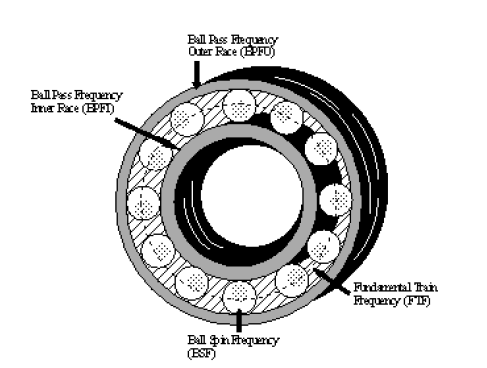 Ball Pass Frequency
Outer Race (BPFO)
Ball Pass Frequency
Inner Race (BPFI)
Fundamental Train
Frequency (FTF)
Ball Spin Frequency
(BSF)